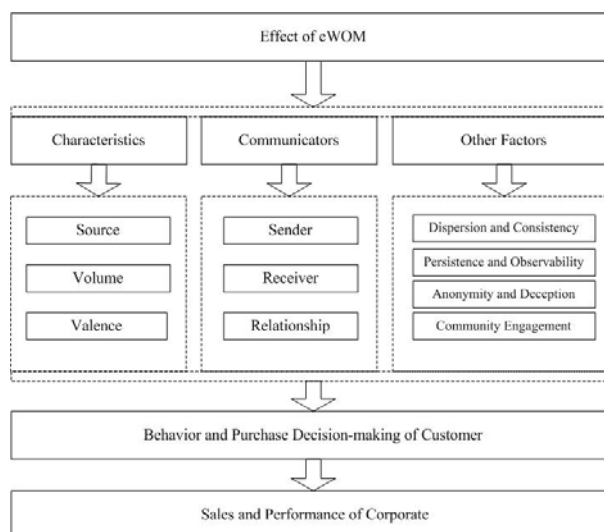 Effect of eWOM
Characteristics
Communicators
Other Factors
Source
Volume
Valence
Sender
Receiver
Relationship
Dispersion and Consistency
Persistence and Observability
Anonymity and Deception
Community Engagement
Behavior and Purchase Decision-making of Customer
Sales and Performance of Corporate